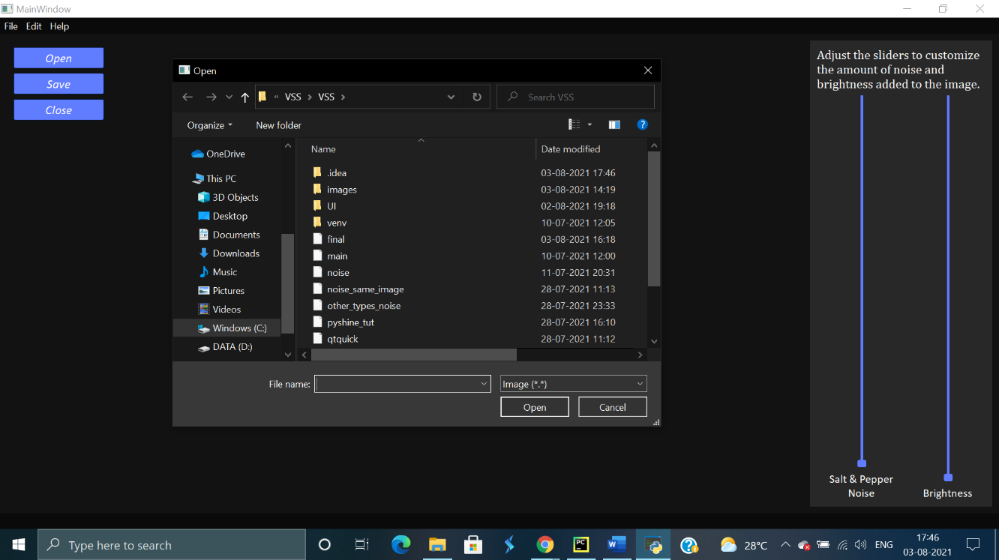 MainWindow
File Edit Help
Open
Save
Close
Open
« VSS > VSS >
Search VSS
Organize
New folder
?
OneDrive
This PC
3D Objects
Desktop
Documents
Downloads
Music
Pictures
Videos
Windows (C:)
DATA (D:)
Name Date modified
.idea 03-08-2021 17:46
images 03-08-2021 14:19
UI 02-08-2021 19:18
venv 10-07-2021 12:05
final 03-08-2021 16:18
main 10-07-2021 12:00
noise 11-07-2021 20:31
noise_same_image 28-07-2021 11:13
other_types_noise 28-07-2021 23:33
pyshine_tut 28-07-2021 16:10
qtquick 28-07-2021 11:12
File name:
Image (*.*)
Open Cancel
Adjust the sliders to customize
the amount of noise and
brightness added to the image.
Salt & Pepper
Noise
Brightness
Type here to search
PC
W
?
28°C
ENG
17:46
03-08-2021